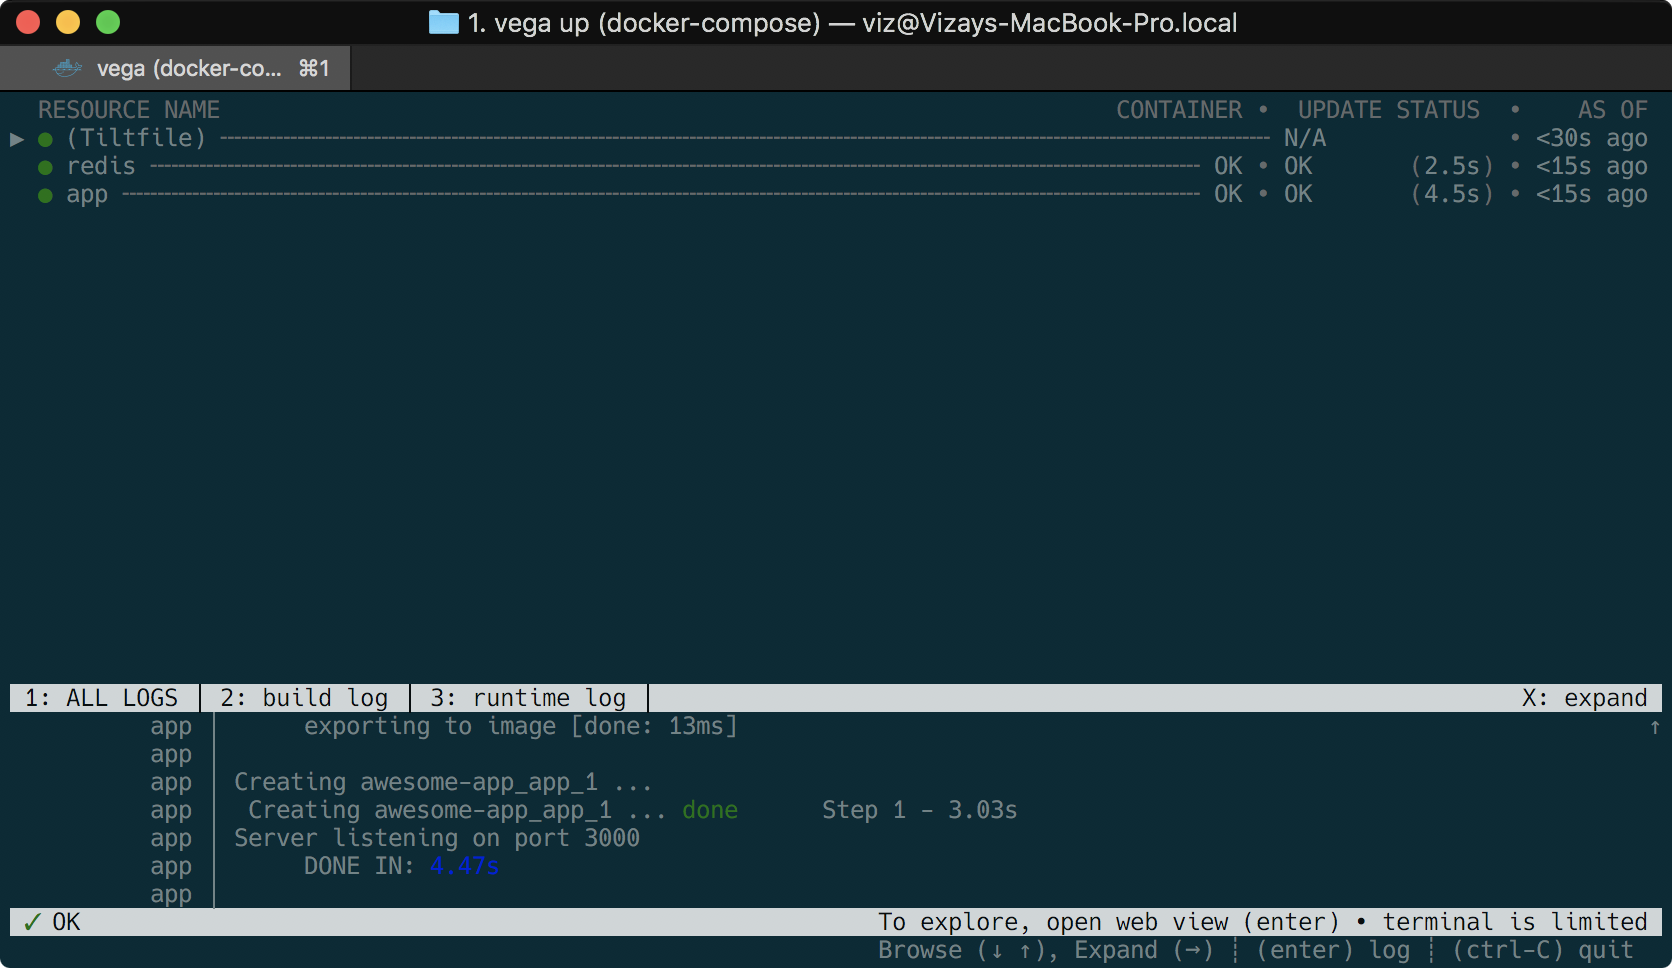 1. vega up (docker-compose) — viz@Vizays-MacBook-Pro.local
vega (docker-co... ⌘1
RESOURCE NAME CONTAINER • UPDATE STATUS • AS OF
▶ ● (Tiltfile) N/A • <30s ago
● redis OK • OK (2.5s) • <15s ago
● app OK • OK (4.5s) • <15s ago
1: ALL LOGS │ 2: build log │ 3: runtime log │ X: expand
app │ exporting to image [done: 13ms] ↑
app │
app │ Creating awesome-app_app_1 ...
app │ Creating awesome-app_app_1 ... done Step 1 - 3.03s
app │ Server listening on port 3000
app │ DONE IN: 4.47s
app │
✓ OK To explore, open web view (enter) • terminal is limited
Browse (↓ ↑), Expand (→) ┊ (enter) log ┊ (ctrl-C) quit